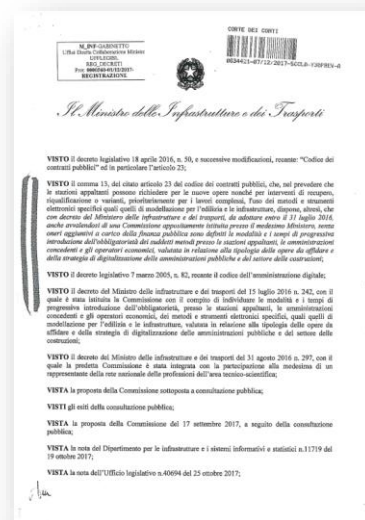 CORTE DEI CONTI
0034421-07/12/2017-SCCLA-Y30PREV-A
M_INF-GABINETTO
Uffici Diretta Collaborazione Ministro
UFFLEGISL
REG_DECRETI
REGISTRAZIONE
Il Ministro delle Infrastrutture e dei Trasporti
VISTO il decreto legislativo 18 aprile 2016, n. 50, e successive modificazioni, recante: "Codice dei
contratti pubblici" ed in particolare l'articolo 23;
VISTO il comma 13, del citato articolo 23 del codice dei contratti pubblici, che, nel prevedere che
le stazioni appaltanti possono richiedere per le nuove opere nonché per interventi di recupero,
riqualificazione o varianti, prioritariamente per i lavori complessi, l'uso dei metodi e strumenti
elettronici specifici quali quelli di modellazione per l'edilizia e le infrastrutture, dispone, altresì, che
con decreto del Ministero delle infrastrutture e dei trasporti, da adottare entro il 31 luglio 2016,
anche avvalendosi di una Commissione appositamente istituita presso il medesimo Ministero, senza
oneri aggiuntivi a carico della finanza pubblica sono definiti le modalità e i tempi di progressiva
introduzione dell'obbligatorietà dei suddetti metodi presso le stazioni appaltanti, le amministrazioni
concedenti e gli operatori economici, valutata in relazione alla tipologia delle opere da affidare e
della strategia di digitalizzazione delle amministrazioni pubbliche e del settore delle costruzioni;
VISTO il decreto legislativo 7 marzo 2005, n. 82, recante il codice dell'amministrazione digitale;
VISTO il decreto del Ministro delle infrastrutture e dei trasporti del 15 luglio 2016 n. 242, con il
quale è stata istituita la Commissione con il compito di individuare le modalità e i tempi di
progressiva introduzione dell'obbligatorietà, presso le stazioni appaltanti, le amministrazioni
concedenti e gli operatori economici, dei metodi e strumenti elettronici specifici, quali quelli di
modellazione per l'edilizia e le infrastrutture, valutata in relazione alla tipologia delle opere da
affidare e della strategia di digitalizzazione delle amministrazioni pubbliche e del settore delle
costruzioni;
VISTO il decreto del Ministro delle infrastrutture e dei trasporti del 31 agosto 2016 n. 297, con il
quale la predetta Commissione è stata integrata con la partecipazione alla medesima di un
rappresentante della rete nazionale delle professioni dell'area tecnico-scientifica;
VISTA la proposta della Commissione sottoposta a consultazione pubblica;
VISTI gli esiti della consultazione pubblica;
VISTA la proposta della Commissione del 17 settembre 2017, a seguito della consultazione
pubblica;
VISTA la nota del Dipartimento per le infrastrutture e i sistemi informativi e statistici n.11719 del
19 ottobre 2017;
VISTA la nota dell'Ufficio legislativo n.40694 del 25 ottobre 2017;